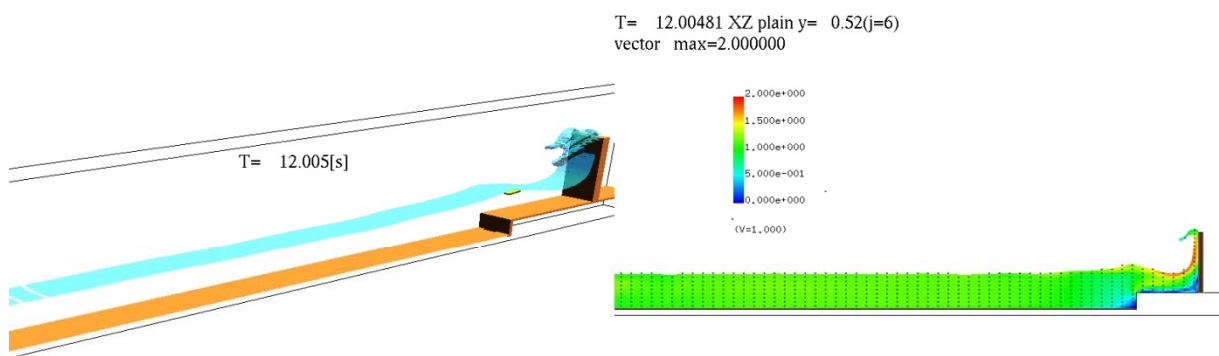 T=   12.005[s]
T=   12.00481 XZ plain y=   0.52(j=6)
vector   max=2.000000
2.000e+000
1.500e+000
1.000e+000
5.000e-001
0.000e+000
(V=1.000)